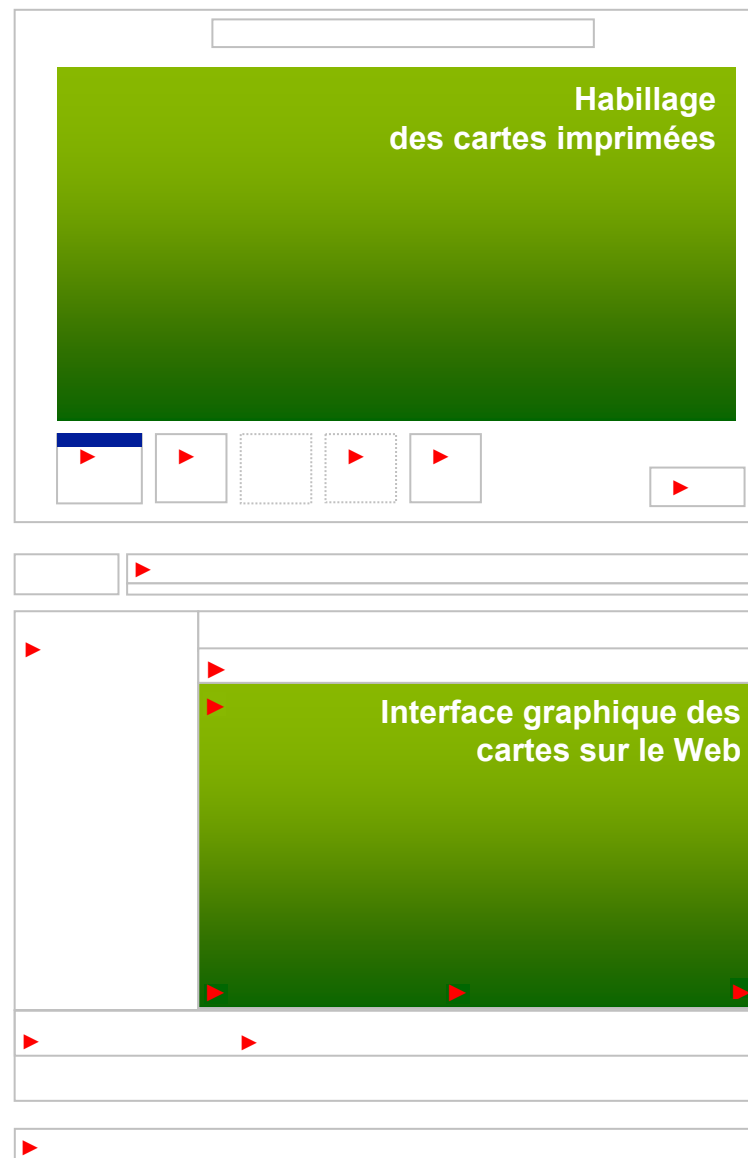 Habillage
des cartes imprimées
Interface graphique des
cartes sur le Web